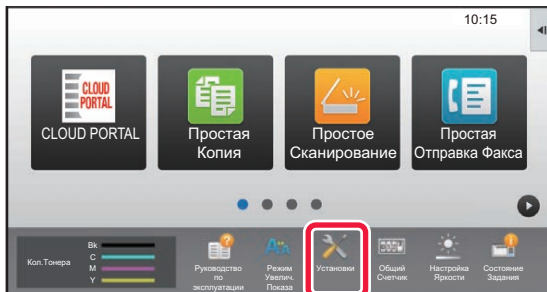 10:15
CLOUD
PORTAL
CLOUD PORTAL
Простая
Копия
Простое
Сканирование
Простая
Отправка Факса
Кол.Тонера
Bk
C
M
Y
Руководство
по
эксплуатации
Режим
Увелич.
Показа
Установки
Общий
Счетчик
Настройка
Яркости
Состояние
Задания